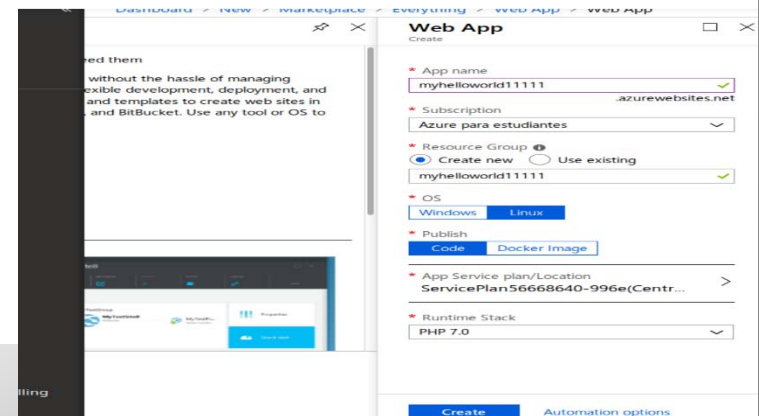 Dashboard > New > Marketplace > Everything > Web App > Web App
eed them
without the hassle of managing
exible development, deployment, and
and templates to create web sites in
, and BitBucket. Use any tool or OS to
MyTestGroup
Properties
lling
Web App
Create
* App name
myhelloworld11111
.azurewebsites.net
* Subscription
Azure para estudiantes
* Resource Group
Create new Use existing
myhelloworld11111
* OS
Windows Linux
* Publish
Code Docker Image
* App Service plan/Location
ServicePlan56668640-996e(Centr...
* Runtime Stack
PHP 7.0
Create Automation options